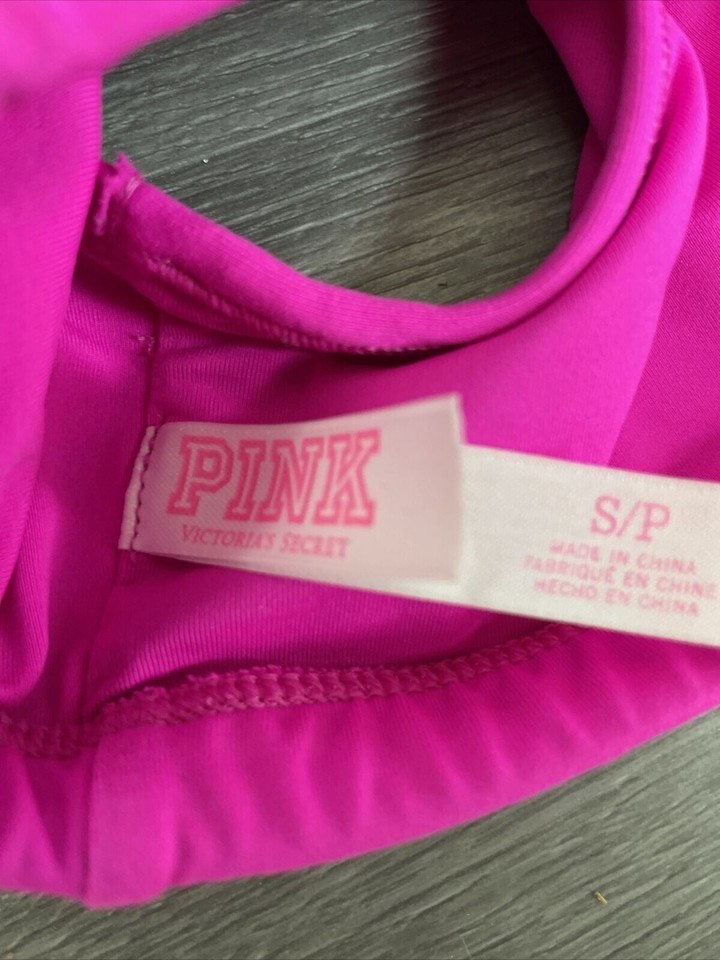 PINK
VICTORIA'S SECRET
S/P
MADE IN CHINA
FABRIQUÉ EN CHINE
HECHO EN CHINA